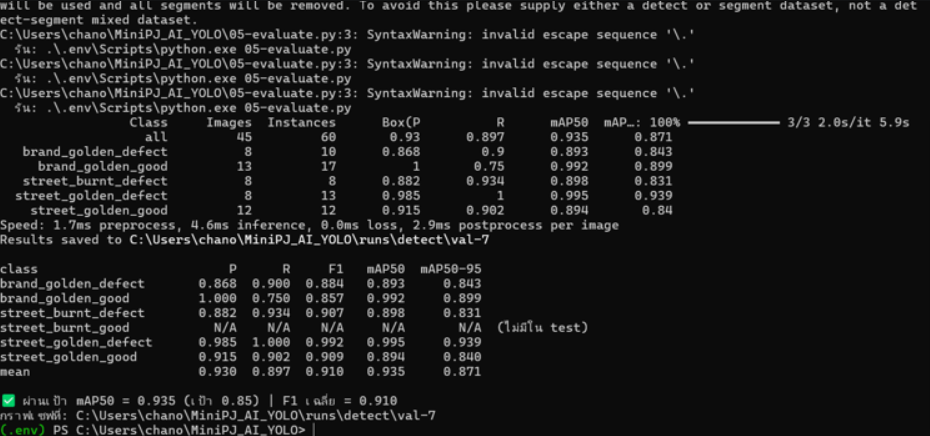 will be used and all segments will be removed. To avoid this please supply either a detect or segment dataset, not a det
ect-segment mixed dataset.
C:\Users\chano\MiniPJ_AI_YOLO\05-evaluate.py:3: SyntaxWarning: invalid escape sequence '\.'
รัน: .\.env\Scripts\python.exe 05-evaluate.py
C:\Users\chano\MiniPJ_AI_YOLO\05-evaluate.py:3: SyntaxWarning: invalid escape sequence '\.'
รัน: .\.env\Scripts\python.exe 05-evaluate.py
C:\Users\chano\MiniPJ_AI_YOLO\05-evaluate.py:3: SyntaxWarning: invalid escape sequence '\.'
รัน: .\.env\Scripts\python.exe 05-evaluate.py
Class Images Instances Box(P R mAP50 mAP…: 100% ━━━━━━━━━━━━ 3/3 2.0s/it 5.9s
all 45 60 0.93 0.897 0.935 0.871
brand_golden_defect 8 10 0.868 0.9 0.893 0.843
brand_golden_good 13 17 1 0.75 0.992 0.899
street_burnt_defect 8 8 0.882 0.934 0.898 0.831
street_golden_defect 8 13 0.985 1 0.995 0.939
street_golden_good 12 12 0.915 0.902 0.894 0.84
Speed: 1.7ms preprocess, 4.6ms inference, 0.0ms loss, 2.9ms postprocess per image
Results saved to C:\Users\chano\MiniPJ_AI_YOLO\runs\detect\val-7
class P R F1 mAP50 mAP50-95
brand_golden_defect 0.868 0.900 0.884 0.893 0.843
brand_golden_good 1.000 0.750 0.857 0.992 0.899
street_burnt_defect 0.882 0.934 0.907 0.898 0.831
street_burnt_good N/A N/A N/A N/A N/A (ไม่มีใน test)
street_golden_defect 0.985 1.000 0.992 0.995 0.939
street_golden_good 0.915 0.902 0.909 0.894 0.840
mean 0.930 0.897 0.910 0.935 0.871
✅ ผ่านเป้า mAP50 = 0.935 (เป้า 0.85) | F1 เฉลี่ย = 0.910
กราฟเซฟที่: C:\Users\chano\MiniPJ_AI_YOLO\runs\detect\val-7
(.env) PS C:\Users\chano\MiniPJ_AI_YOLO>